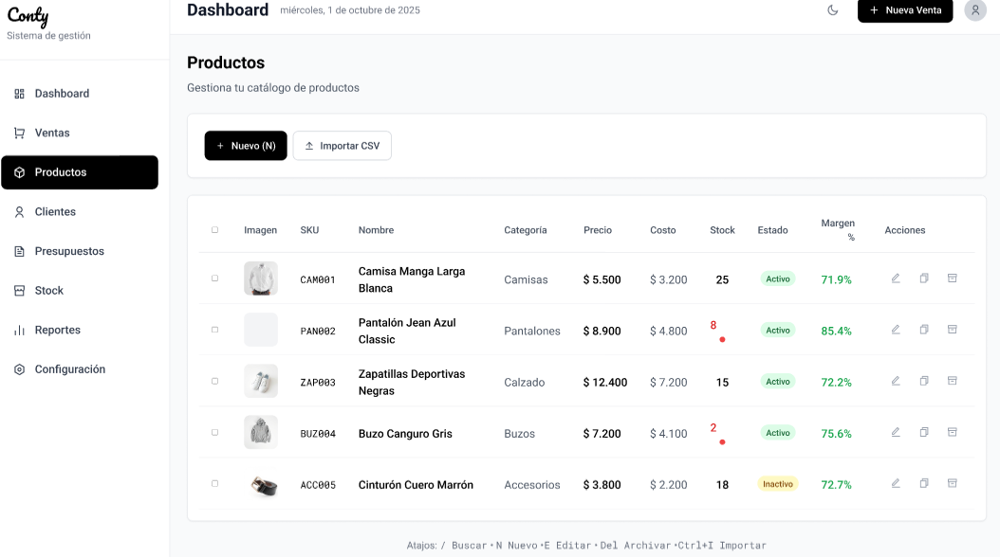 Conty
Sistema de gestión
Dashboard
Ventas
Productos
Clientes
Presupuestos
Stock
Reportes
Configuración
Dashboard miércoles, 1 de octubre de 2025
+ Nueva Venta
Productos
Gestiona tu catálogo de productos
+ Nuevo (N) Importar CSV
Imagen SKU Nombre Categoría Precio Costo Stock Estado Margen % Acciones
CAM001 Camisa Manga Larga Blanca Camisas $ 5.500 $ 3.200 25 Activo 71.9%
PAN002 Pantalón Jean Azul Classic Pantalones $ 8.900 $ 4.800 8 Activo 85.4%
ZAP003 Zapatillas Deportivas Negras Calzado $ 12.400 $ 7.200 15 Activo 72.2%
BUZ004 Buzo Canguro Gris Buzos $ 7.200 $ 4.100 2 Activo 75.6%
ACC005 Cinturón Cuero Marrón Accesorios $ 3.800 $ 2.200 18 Inactivo 72.7%
Atajos: / Buscar • N Nuevo • E Editar • Del Archivar • Ctrl+I Importar